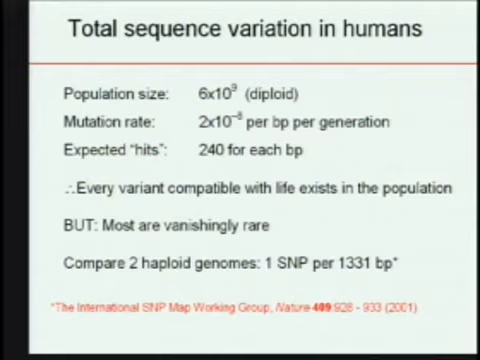 Total sequence variation in humans
Population size: 6x10⁹ (diploid)
Mutation rate: 2x10⁻⁸ per bp per generation
Expected "hits": 240 for each bp
∴Every variant compatible with life exists in the population
BUT: Most are vanishingly rare
Compare 2 haploid genomes: 1 SNP per 1331 bp*
*The International SNP Map Working Group, Nature 409:928 - 933 (2001)